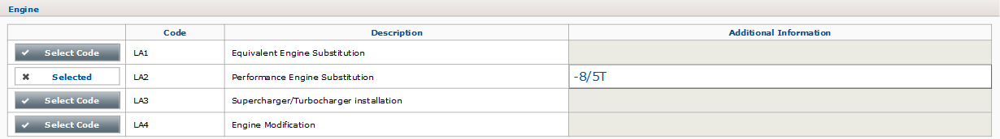 Engine
Code Description Additional Information
Select Code LA1 Equivalent Engine Substitution
Selected LA2 Performance Engine Substitution -8/5T
Select Code LA3 Supercharger/Turbocharger installation
Select Code LA4 Engine Modification